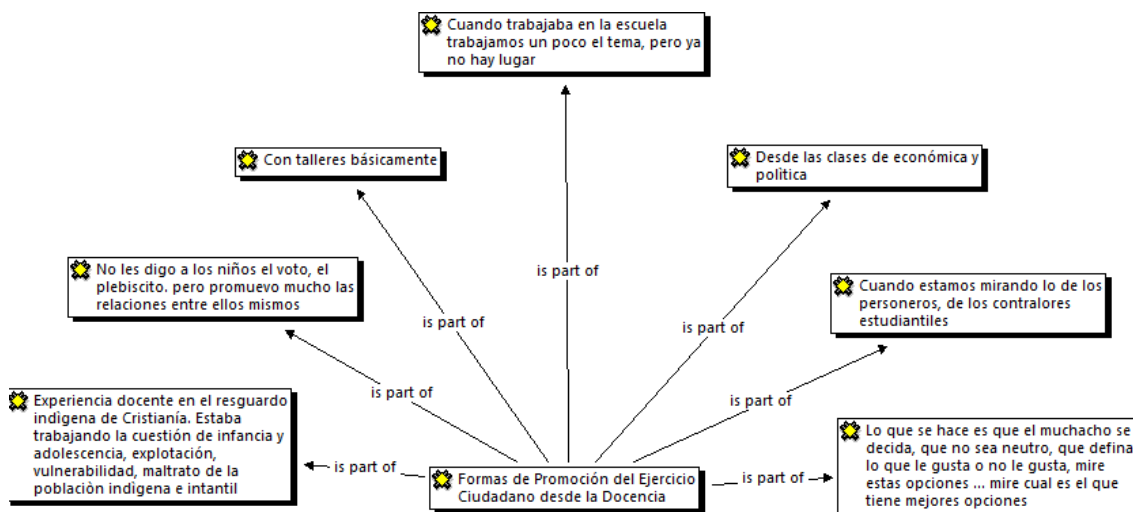 Cuando trabajaba en la escuela
trabajamos un poco el tema, pero ya
no hay lugar
Con talleres básicamente
Desde las clases de económica y
polìtica
No les digo a los niños el voto, el
plebiscito. pero promuevo mucho las
relaciones entre ellos mismos
Cuando estamos mirando lo de los
personeros, de los contralores
estudiantiles
Experiencia docente en el resguardo
indìgena de Cristianía. Estaba
trabajando la cuestión de infancia y
adolescencia, explotación,
vulnerabilidad, maltrato de la
poblaciòn indìgena e intantil
Lo que se hace es que el muchacho se
decida, que no sea neutro, que defina
lo que le gusta o no le gusta, mire
estas opciones ... mire cual es el que
tiene mejores opciones
is part of
is part of
is part of
is part of
is part of
is part of
is part of
Formas de Promoción del Ejercicio
Ciudadano desde la Docencia